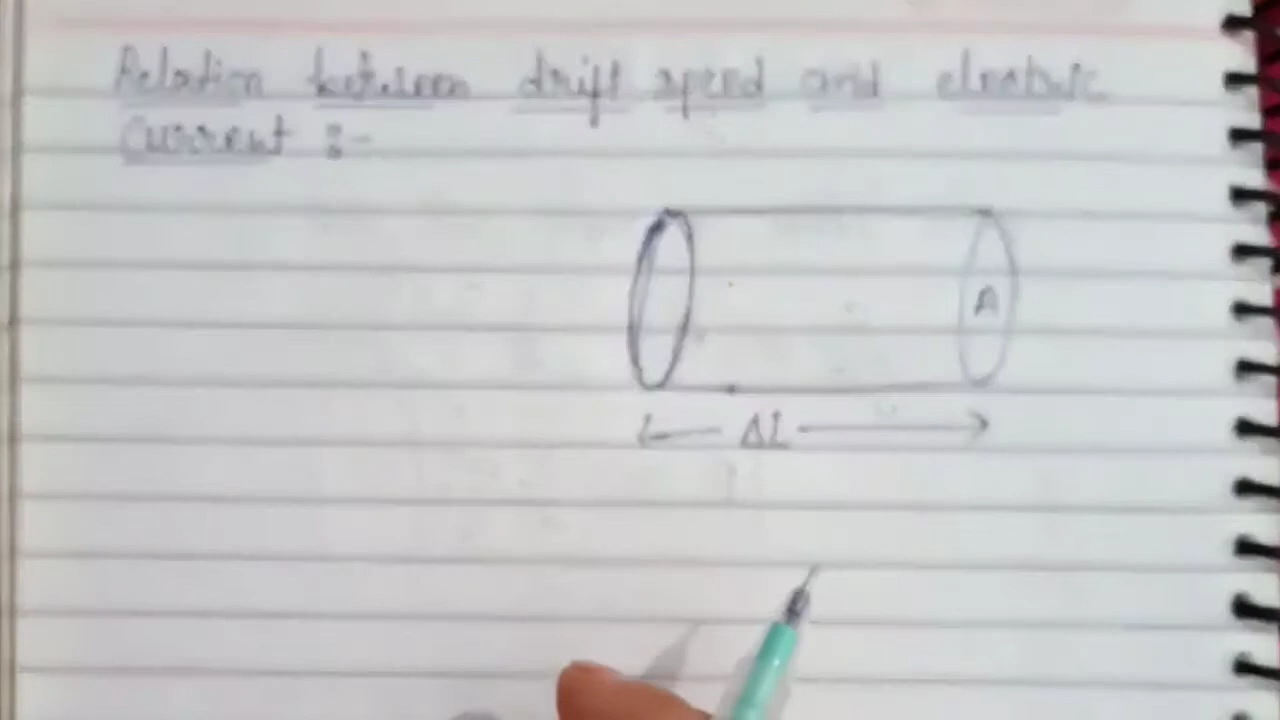 Relation between drift speed and electric
current :-
A
ΔL